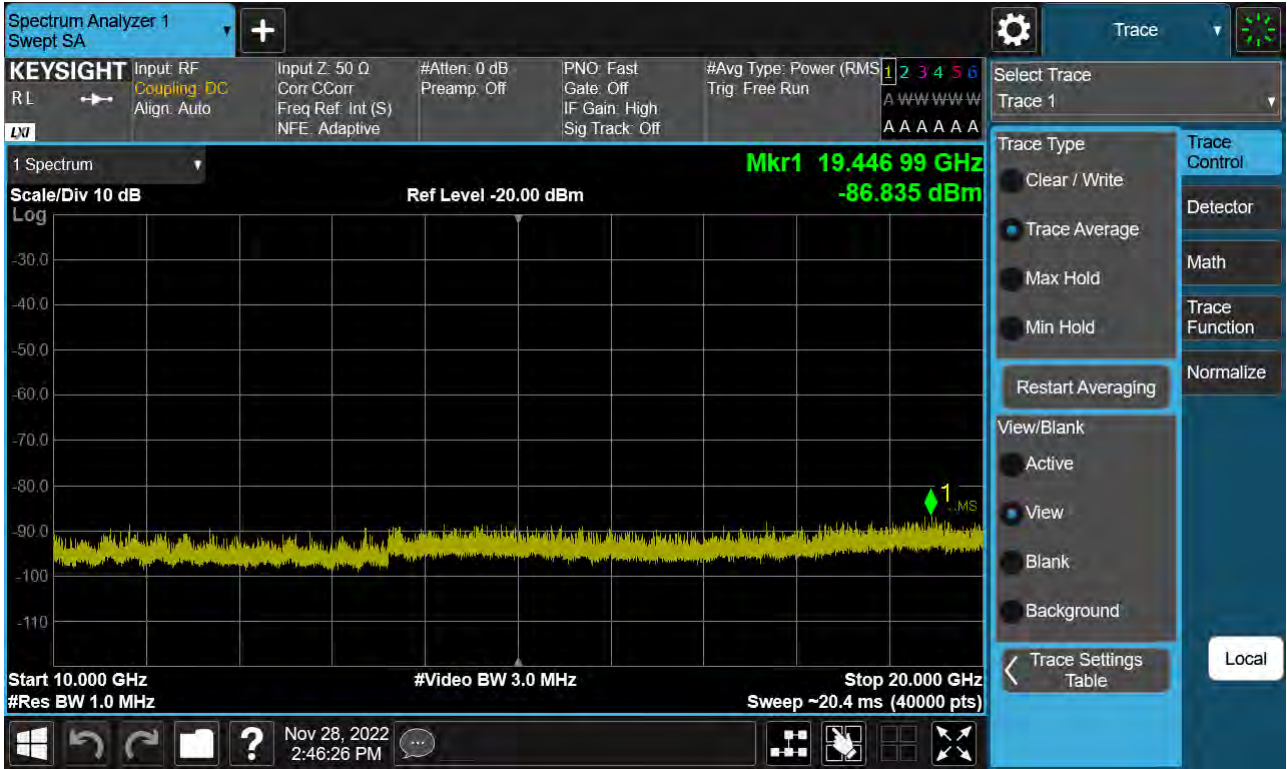 Spectrum Analyzer 1
Swept SA
+
Trace
KEYSIGHT
RL
LXI
Input: RF
Coupling: DC
Align: Auto
Input Z: 50 Ω
Corr CCorr
Freq Ref: Int (S)
NFE: Adaptive
#Atten: 0 dB
Preamp: Off
PNO: Fast
Gate: Off
IF Gain: High
Sig Track: Off
#Avg Type: Power (RMS
Trig: Free Run
1 2 3 4 5 6
A W W W W W
A A A A A A
Select Trace
Trace 1
1 Spectrum
Mkr1 19.446 99 GHz
-86.835 dBm
Scale/Div 10 dB
Ref Level -20.00 dBm
Log
-30.0
-40.0
-50.0
-60.0
-70.0
-80.0
-90.0
-100
-110
1
Start 10.000 GHz
#Video BW 3.0 MHz
Stop 20.000 GHz
#Res BW 1.0 MHz
Sweep ~20.4 ms (40000 pts)
Trace Type
Clear / Write
Trace Average
Max Hold
Min Hold
Restart Averaging
View/Blank
Active
View
Blank
Background
Trace Settings
Table
Trace
Control
Detector
Math
Trace
Function
Normalize
Local
?
Nov 28, 2022
2:46:26 PM